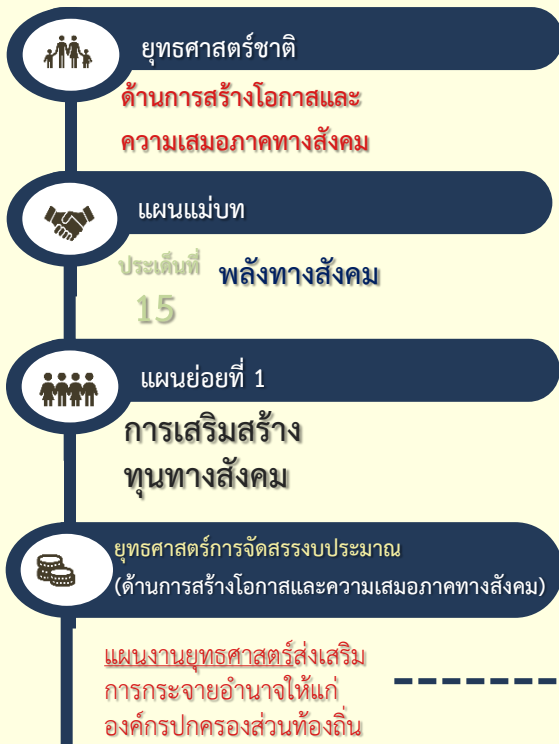 ยุทธศาสตร์ชาติ
ด้านการสร้างโอกาสและ
ความเสมอภาคทางสังคม
แผนแม่บท
ประเด็นที่ พลังทางสังคม
15
แผนย่อยที่ 1
การเสริมสร้าง
ทุนทางสังคม
ยุทธศาสตร์การจัดสรรงบประมาณ
(ด้านการสร้างโอกาสและความเสมอภาคทางสังคม)
แผนงานยุทธศาสตร์ส่งเสริม
การกระจายอำนาจให้แก่
องค์กรปกครองส่วนท้องถิ่น